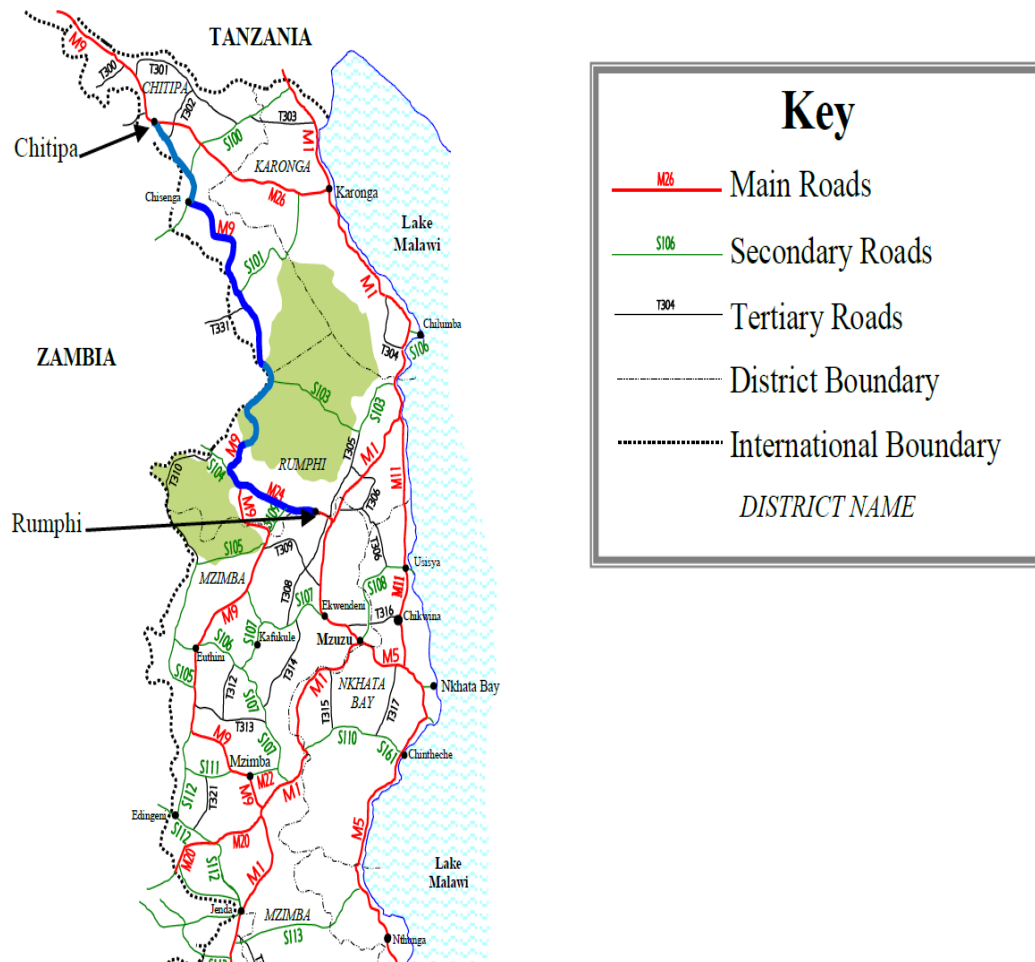 TANZANIA
M9
T300
T301
CHITIPA
T302
Chitipa
S100
T303
M1
KARONGA
M26
Karonga
Chisenga
M9
Lake
Malawi
S101
M1
T331
Chilumba
S106
T304
ZAMBIA
S103
S103
M9
T305
M1
S104
T310
RUMPHI
M11
M24
M9
T306
Rumphi
S105
T309
T306
Usisya
MZIMBA
T308
S108
M11
S107
Ekwendeni
T316
Chikwina
M9
S106
S107
Kafukule
Mzuzu
M5
Euthini
T314
M1
NKHATA
BAY
Nkhata Bay
S105
T312
S107
T315
T317
T313
M9
S107
S110
S161
Chintheche
Mzimba
S111
M22
M9
M1
S112
T321
Edingem
S112
M20
M5
M20
S112
M1
Lake
Malawi
Jenda
MZIMBA
S113
Nthunga
Key
M26
Main Roads
S106
Secondary Roads
T304
Tertiary Roads
District Boundary
International Boundary
DISTRICT NAME